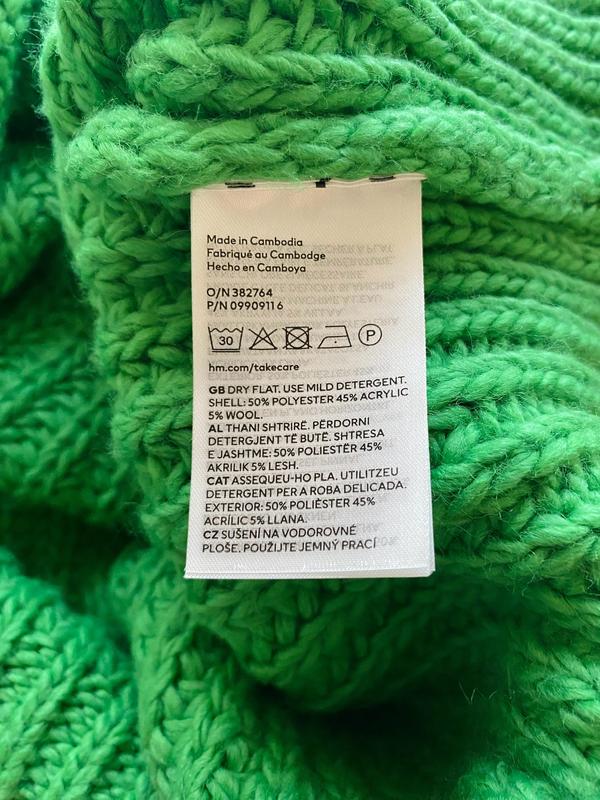 Made in Cambodia
Fabriqué au Cambodge
Hecho en Camboya
O/N 382764
P/N 09909116
30
P
hm.com/takecare
GB DRY FLAT. USE MILD DETERGENT.
SHELL: 50% POLYESTER 45% ACRYLIC
5% WOOL.
AL THANI SHTRIRË. PËRDORNI
DETERGJENT TË BUTË. SHTRESA
E JASHTME: 50% POLIESTËR 45%
AKRILIK 5% LESH.
CAT ASSEQUEU-HO PLA. UTILITZEU
DETERGENT PER A ROBA DELICADA.
EXTERIOR: 50% POLIÈSTER 45%
ACRÍLIC 5% LLANA.
CZ SUŠENÍ NA VODOROVNÉ
PLOŠE. POUŽIJTE JEMNÝ PRACÍ